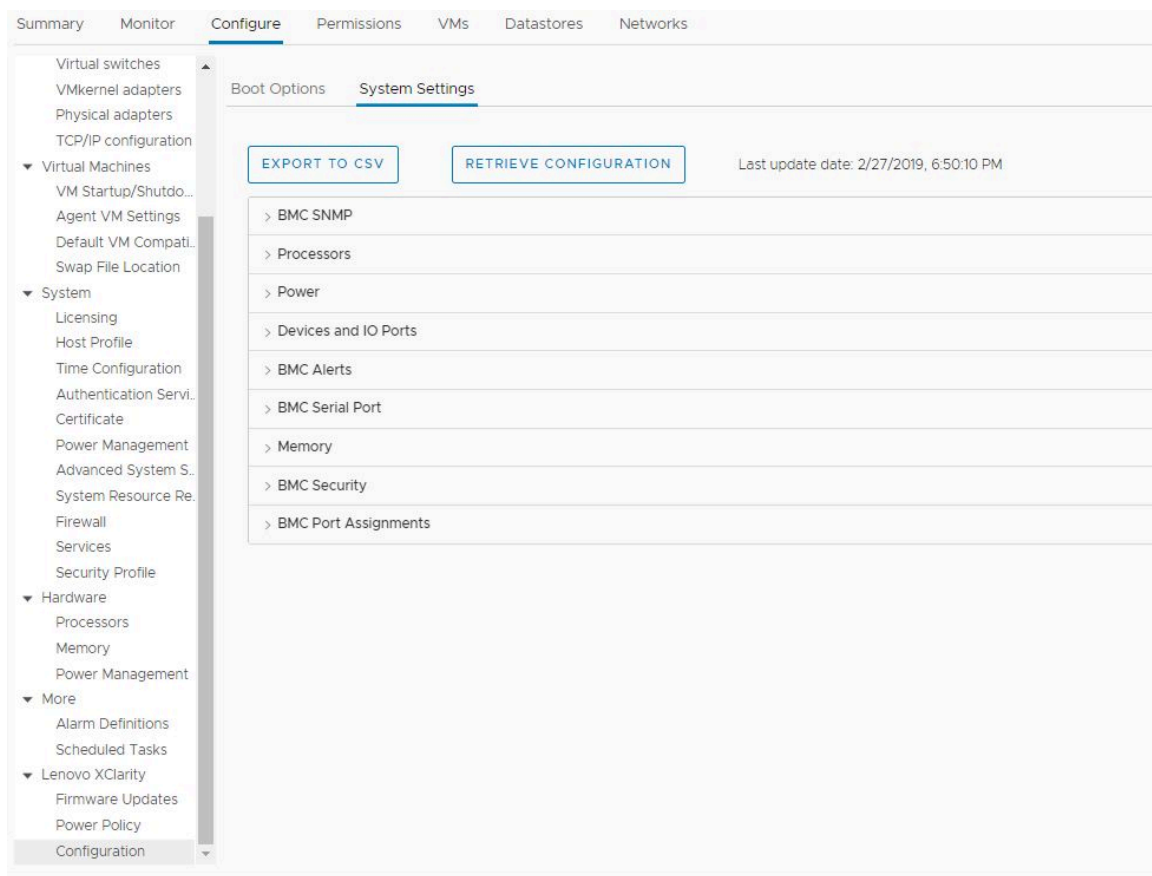 Summary Monitor Configure Permissions VMs Datastores Networks
Virtual switches
VMkernel adapters
Physical adapters
TCP/IP configuration
Virtual Machines
VM Startup/Shutdo...
Agent VM Settings
Default VM Compati..
Swap File Location
System
Licensing
Host Profile
Time Configuration
Authentication Servi..
Certificate
Power Management
Advanced System S..
System Resource Re.
Firewall
Services
Security Profile
Hardware
Processors
Memory
Power Management
More
Alarm Definitions
Scheduled Tasks
Lenovo XClarity
Firmware Updates
Power Policy
Configuration
Boot Options System Settings
EXPORT TO CSV RETRIEVE CONFIGURATION Last update date: 2/27/2019, 6:50:10 PM
BMC SNMP
Processors
Power
Devices and IO Ports
BMC Alerts
BMC Serial Port
Memory
BMC Security
BMC Port Assignments